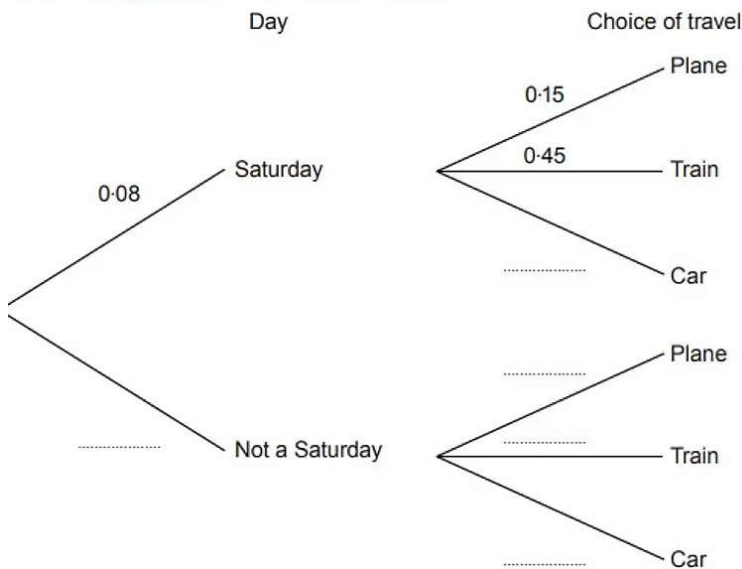 Day Choice of travel
Plane
0·15
0·45
Saturday Train
0·08
Car
Plane
Not a Saturday
Train
Car